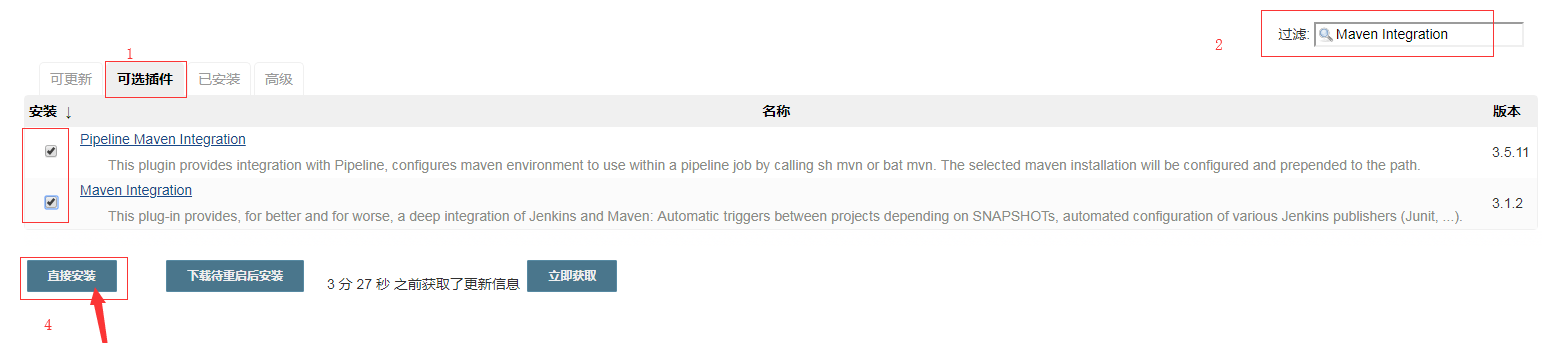 1
2
过滤: Maven Integration
可更新 可选插件 已安装 高级
安装 ↓ 名称 版本
Pipeline Maven Integration
This plugin provides integration with Pipeline, configures maven environment to use within a pipeline job by calling sh mvn or bat mvn. The selected maven installation will be configured and prepended to the path.
3.5.11
Maven Integration
This plug-in provides, for better and for worse, a deep integration of Jenkins and Maven: Automatic triggers between projects depending on SNAPSHOTs, automated configuration of various Jenkins publishers (Junit, ...).
3.1.2
直接安装 下载待重启后安装 3 分 27 秒 之前获取了更新信息 立即获取
4